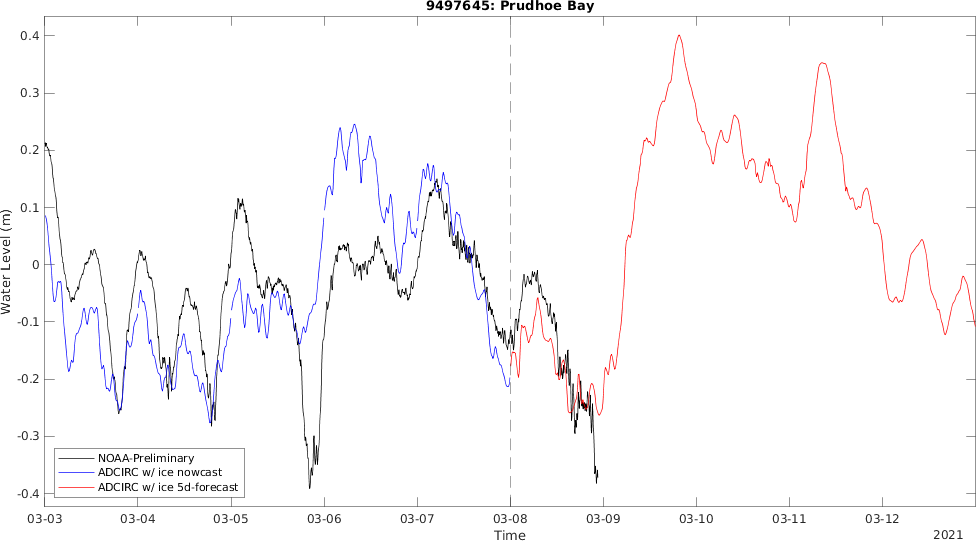 9497645: Prudhoe Bay
Water Level (m)
0.4
0.3
0.2
0.1
0
-0.1
-0.2
-0.3
-0.4
NOAA-Preliminary
ADCIRC w/ ice nowcast
ADCIRC w/ ice 5d-forecast
03-03 03-04 03-05 03-06 03-07 03-08 03-09 03-10 03-11 03-12
Time
2021